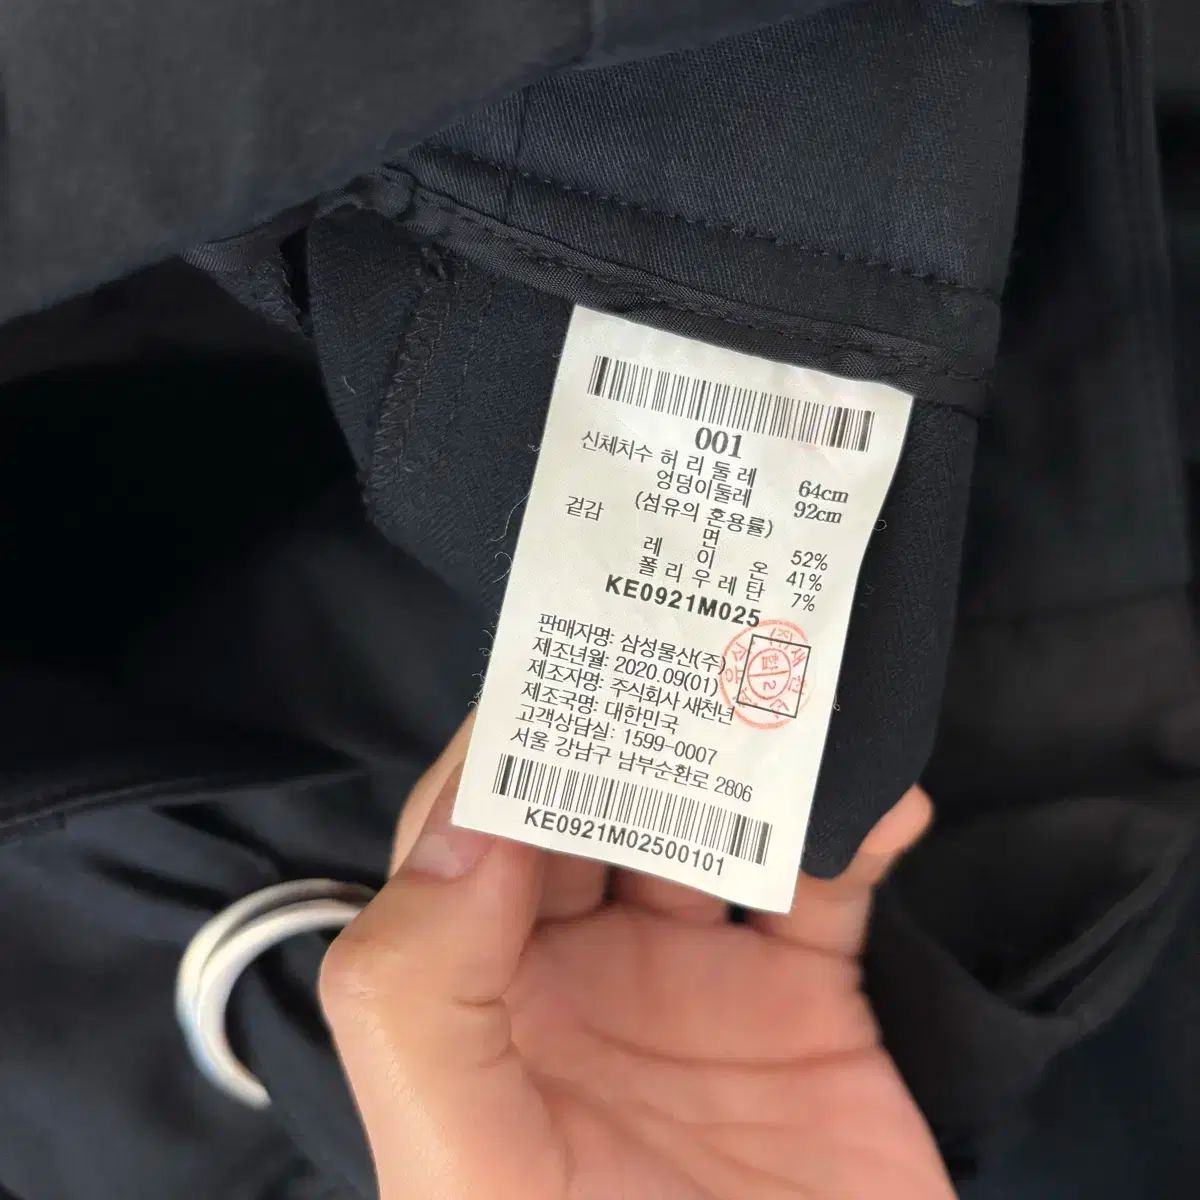 001
신체치수 허 리 둘 레 64cm
엉덩이둘레 92cm
(섬유의 혼용률)
겉감 면 52%
레 이 온 41%
폴 리 우 레 탄 7%
KE0921M025
판매자명: 삼성물산(주)
제조년월: 2020.09(01)
제조자명: 주식회사 새천년
제조국명: 대한민국
고객상담실: 1599-0007
서울 강남구 남부순환로 2806
KE0921M02500101